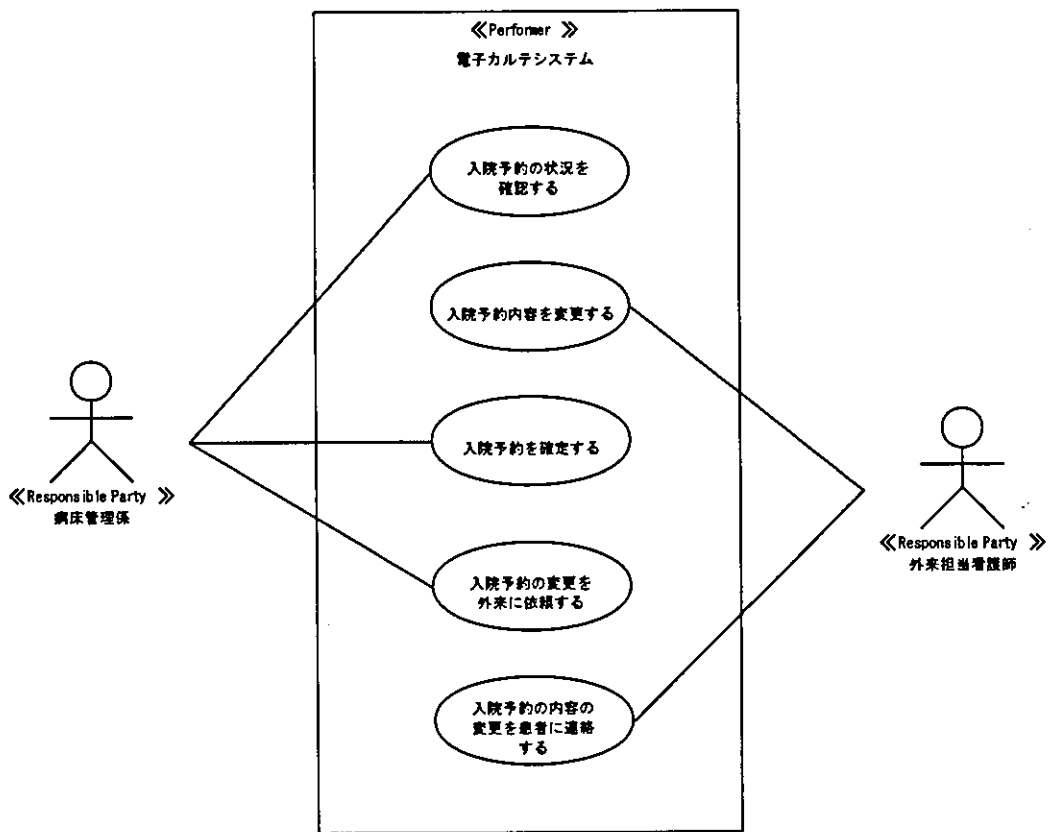 ≪Performer ≫
電子カルテシステム
入院予約の状況を
確認する
入院予約内容を変更する
入院予約を確定する
入院予約の変更を
外来に依頼する
入院予約の内容の
変更を患者に連絡
する
≪Responsible Party ≫
病床管理係
≪Responsible Party ≫
外来担当看護師